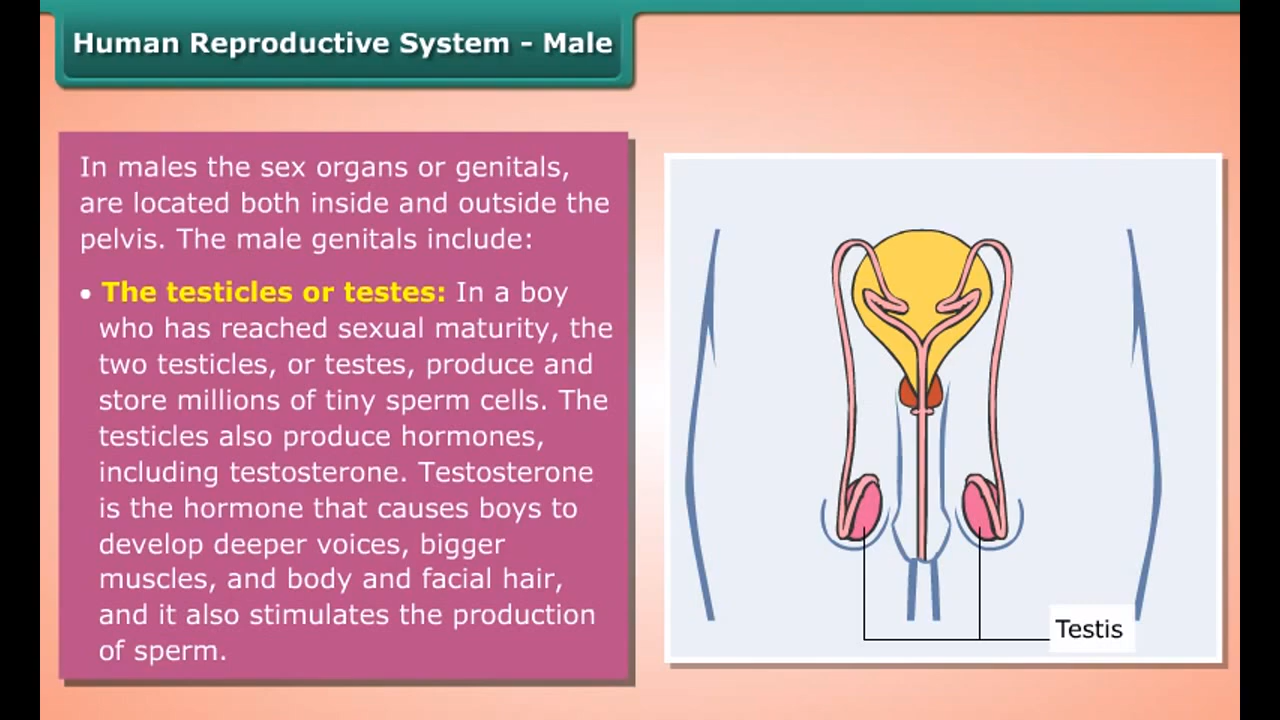 Human Reproductive System - Male
In males the sex organs or genitals,
are located both inside and outside the
pelvis. The male genitals include:
• The testicles or testes: In a boy
who has reached sexual maturity, the
two testicles, or testes, produce and
store millions of tiny sperm cells. The
testicles also produce hormones,
including testosterone. Testosterone
is the hormone that causes boys to
develop deeper voices, bigger
muscles, and body and facial hair,
and it also stimulates the production
of sperm.
Testis